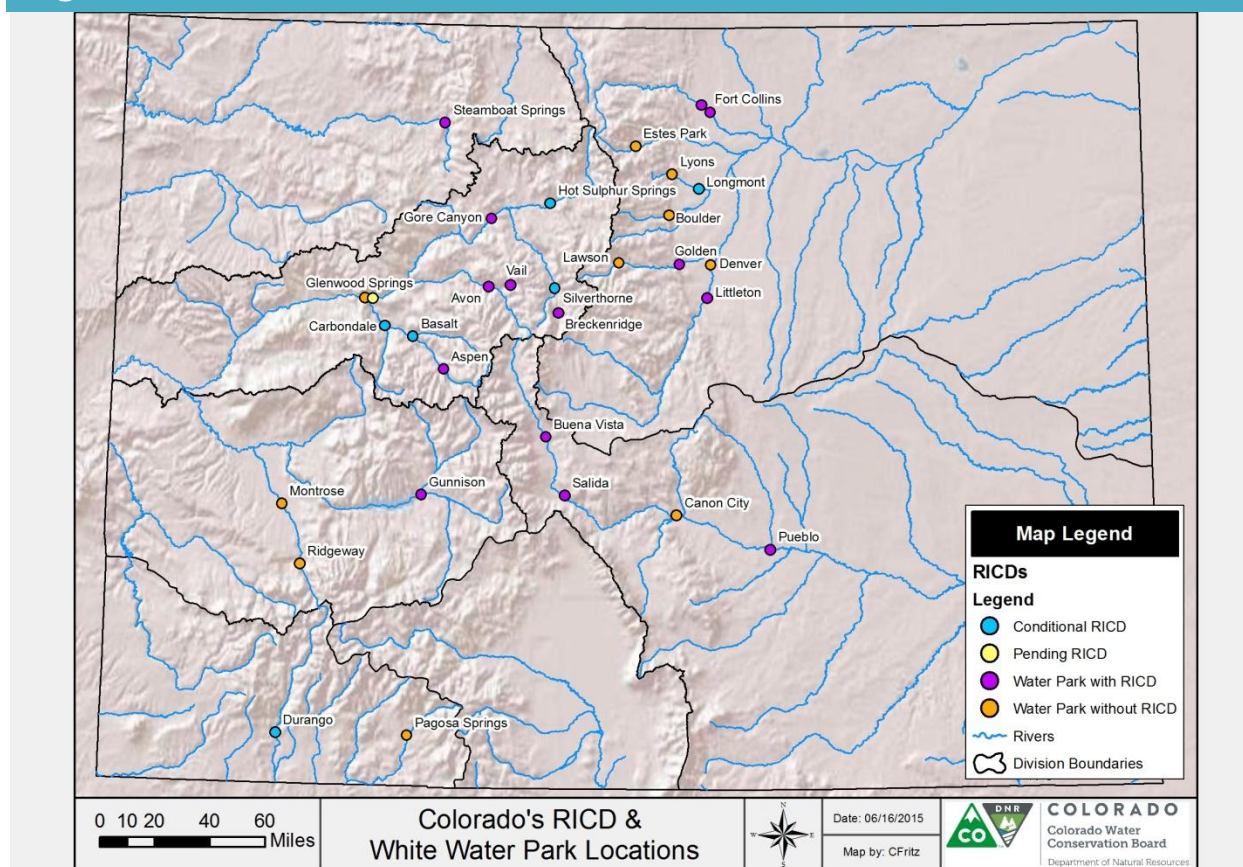 Fort Collins
Steamboat Springs
Estes Park
Lyons
Longmont
Hot Sulphur Springs
Gore Canyon
Boulder
Golden
Lawson
Denver
Vail
Glenwood Springs
Avon
Silverthorne
Littleton
Breckenridge
Carbondale
Basalt
Aspen
Buena Vista
Gunnison
Salida
Montrose
Canon City
Pueblo
Ridgeway
Durango
Pagosa Springs
Map Legend
RICDs
Legend
Conditional RICD
Pending RICD
Water Park with RICD
Water Park without RICD
Rivers
Division Boundaries
0 10 20 40 60
Miles
Colorado's RICD &
White Water Park Locations
N
W E
S
Date: 06/16/2015
Map by: CFritz
CO
DNR
COLORADO
Colorado Water
Conservation Board
Department of Natural Resources